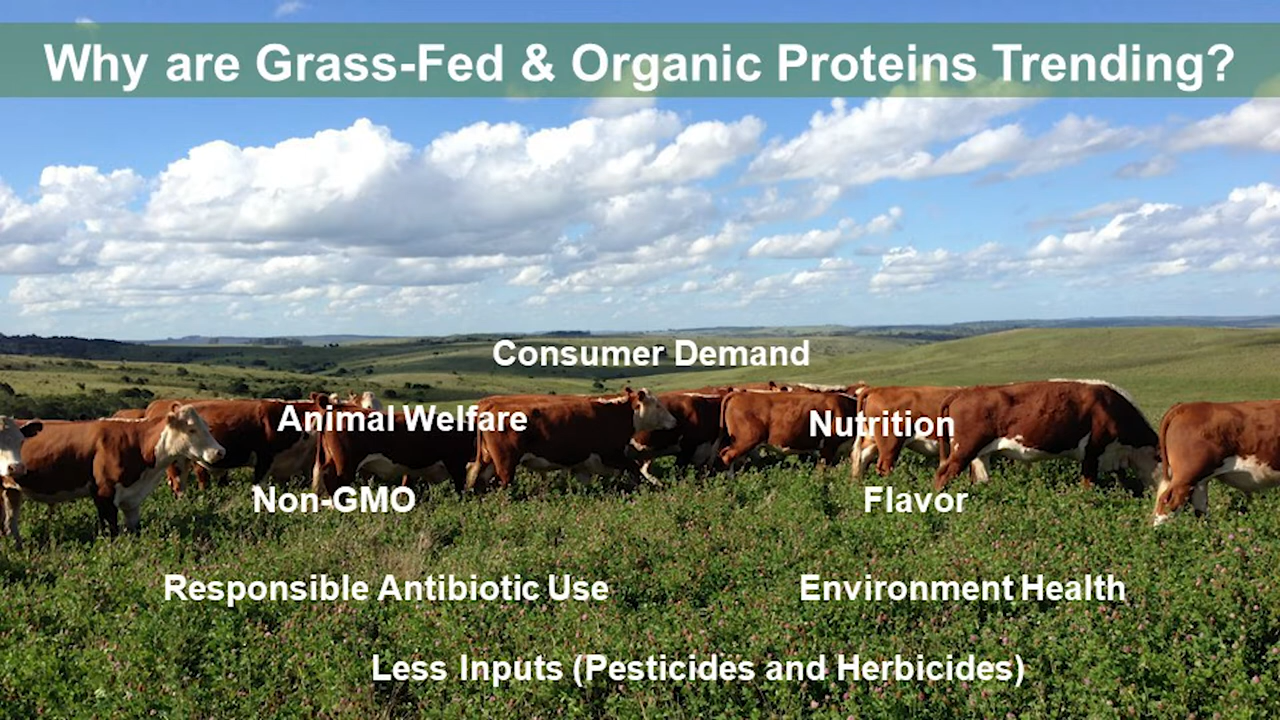 Why are Grass-Fed & Organic Proteins Trending?
Consumer Demand
Animal Welfare
Nutrition
Non-GMO
Flavor
Responsible Antibiotic Use
Environment Health
Less Inputs (Pesticides and Herbicides)